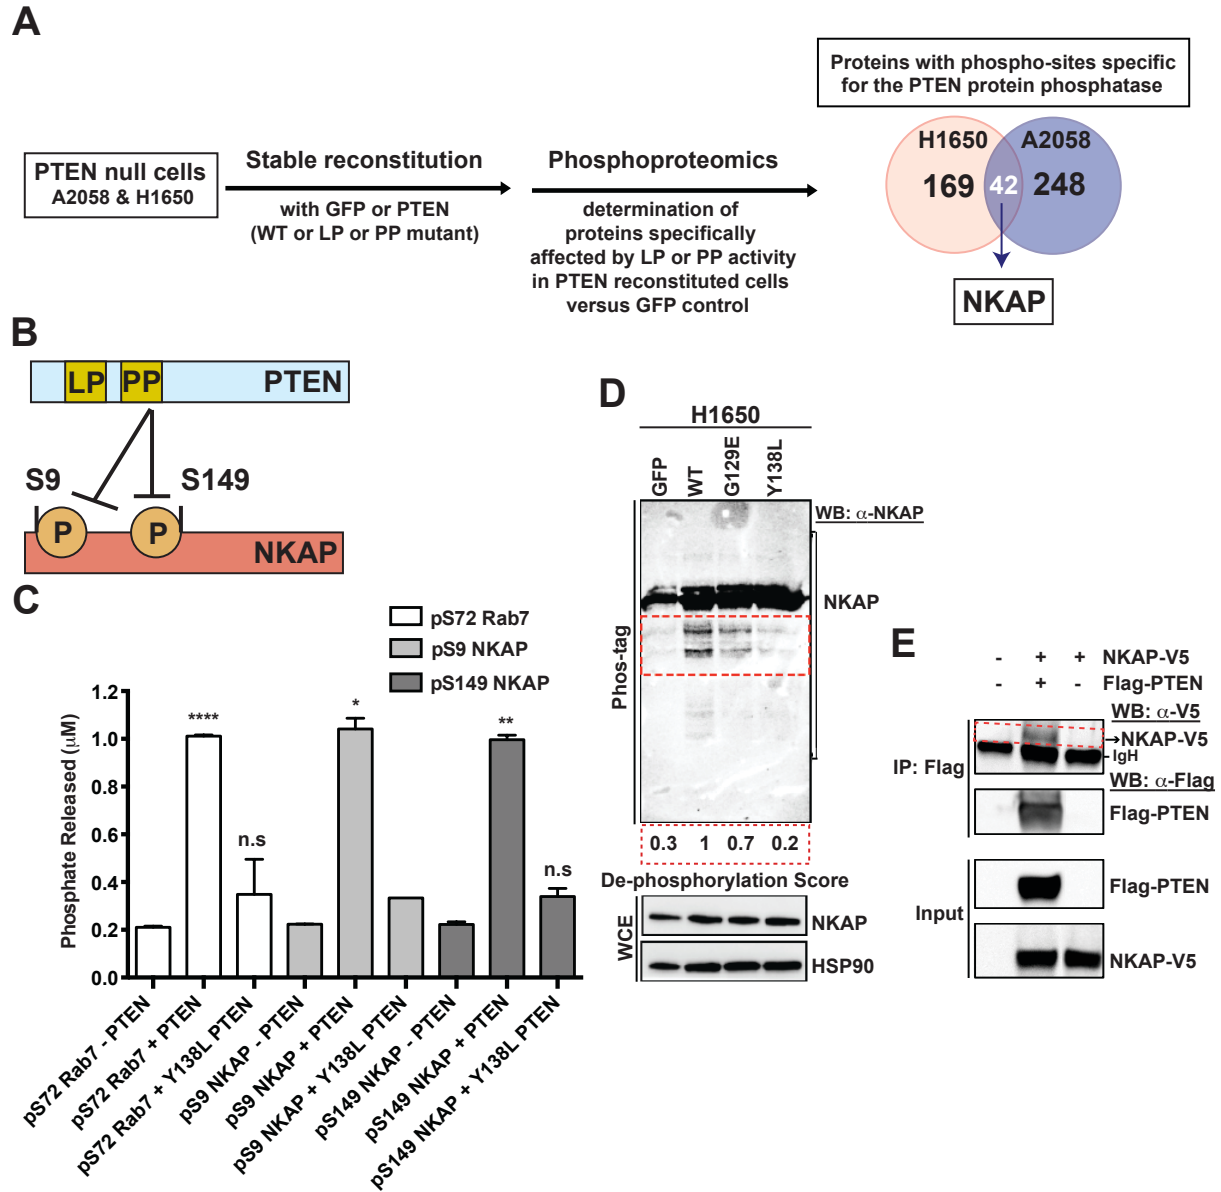 A
PTEN null cells
A2058 & H1650
Stable reconstitution
with GFP or PTEN
(WT or LP or PP mutant)
Phosphoproteomics
determination of
proteins specifically
affected by LP or PP activity
in PTEN reconstituted cells
versus GFP control
Proteins with phospho-sites specific
for the PTEN protein phosphatase
H1650
A2058
169
42
248
NKAP
B
LP
PP
PTEN
S9
S149
P
P
NKAP
C
pS72 Rab7
pS9 NKAP
pS149 NKAP
Phosphate Released (μM)
1.2
1.0
0.8
0.6
0.4
0.2
0.0
****
n.s
*
**
n.s
pS72 Rab7 - PTEN
pS72 Rab7 + PTEN
pS72 Rab7 + Y138L PTEN
pS9 NKAP - PTEN
pS9 NKAP + PTEN
pS9 NKAP + Y138L PTEN
pS149 NKAP - PTEN
pS149 NKAP + PTEN
pS149 NKAP + Y138L PTEN
D
H1650
GFP
WT
G129E
Y138L
WB: α-NKAP
NKAP
Phos-tag
0.3 1 0.7 0.2
De-phosphorylation Score
WCE
NKAP
HSP90
E
- + + NKAP-V5
- + - Flag-PTEN
WB: α-V5
→NKAP-V5
IgH
IP: Flag
WB: α-Flag
Flag-PTEN
Input
Flag-PTEN
NKAP-V5